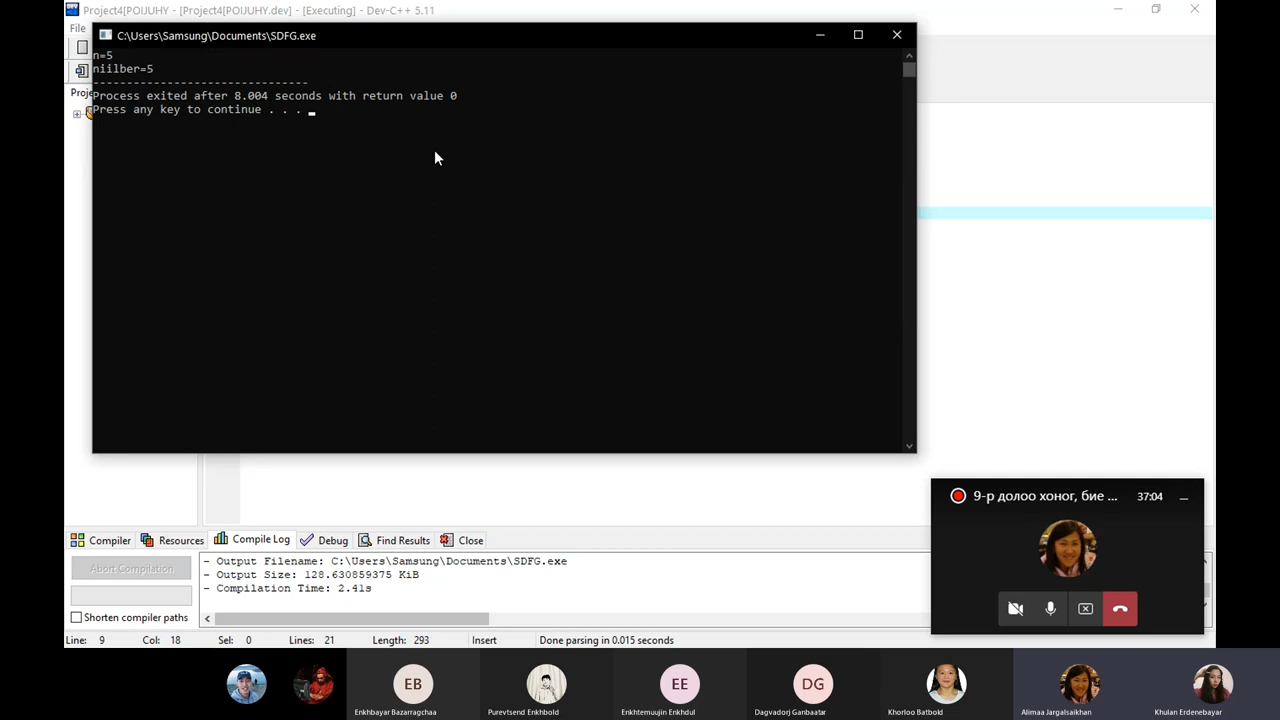 Project4[POIJUHY - [Project4[POIJUHY.dev] - [Executing] - Dev-C++ 5.11
File
C:\Users\Samsung\Documents\SDFG.exe
n=5
niilber=5
--------------------------------
Process exited after 8.004 seconds with return value 0
Press any key to continue . . .
Proje
9-р долоо хоног, бие ...
37:04
Compiler
Resources
Compile Log
Debug
Find Results
Close
Abort Compilation
Shorten compiler paths
- Output Filename: C:\Users\Samsung\Documents\SDFG.exe
- Output Size: 128.630859375 KiB
- Compilation Time: 2.41s
Line: 9 Col: 18 Sel: 0 Lines: 21 Length: 293 Insert Done parsing in 0.015 seconds
EB
EE
DG
Enkhbayar Bazarragchaa
Purevtsend Enkhbold
Enkhtemuujin Enkhdul
Dagvadorj Ganbaatar
Khorloo Batbold
Alimaa Jargalsaikhan
Khulan Erdenebayar